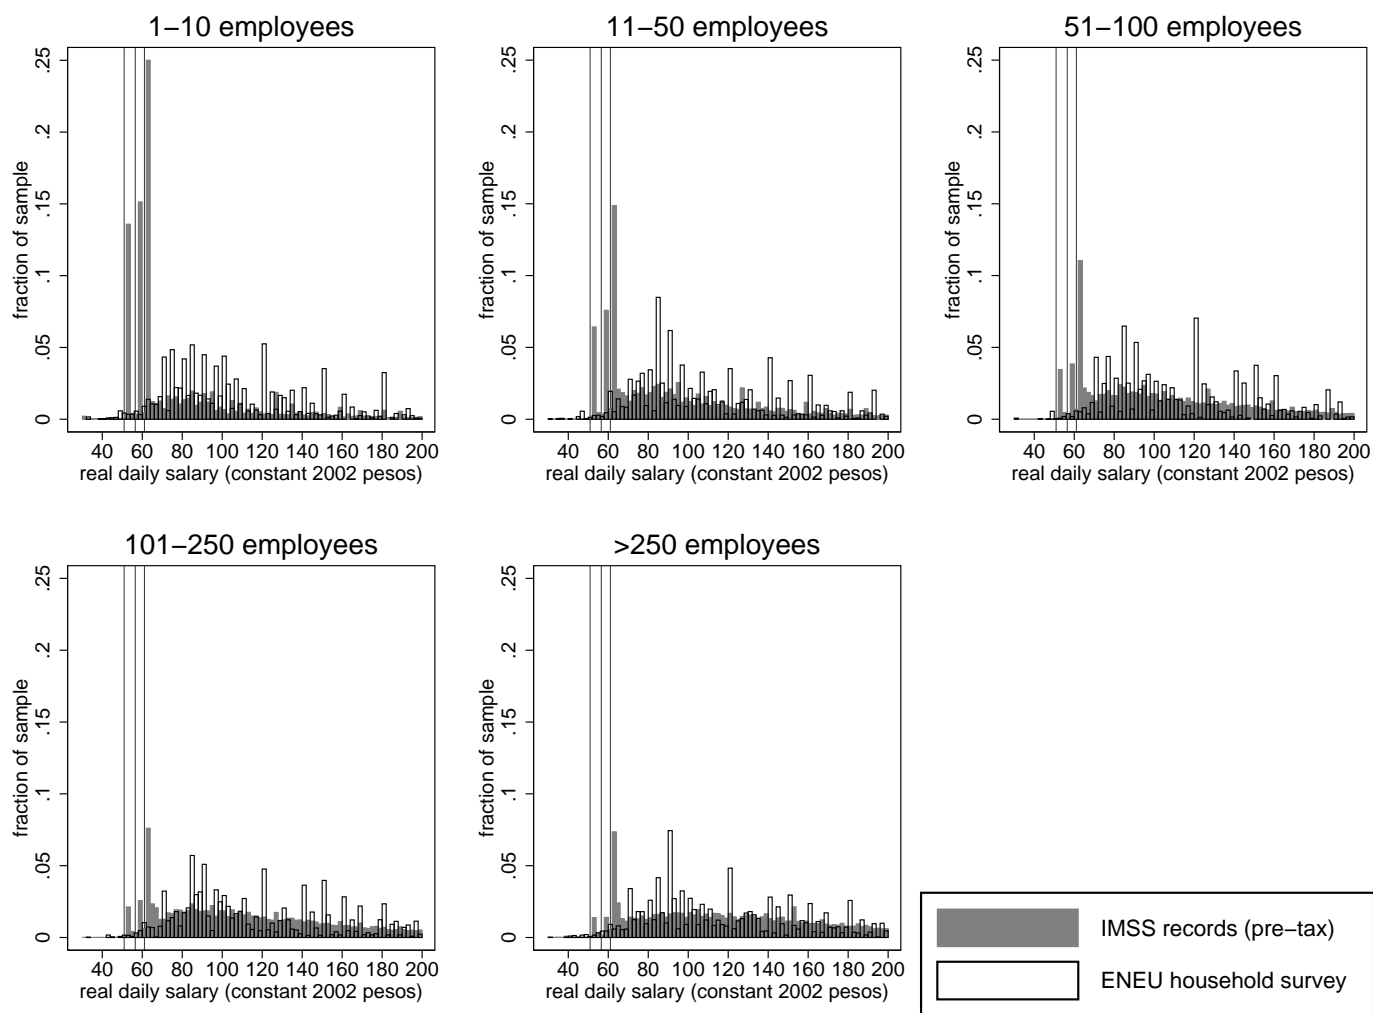 1−10 employees
.25
.2
.15
.1
.05
0
fraction of sample
40 60 80 100 120 140 160 180 200
real daily salary (constant 2002 pesos)
11−50 employees
.25
.2
.15
.1
.05
0
fraction of sample
40 60 80 100 120 140 160 180 200
real daily salary (constant 2002 pesos)
51−100 employees
.25
.2
.15
.1
.05
0
fraction of sample
40 60 80 100 120 140 160 180 200
real daily salary (constant 2002 pesos)
101−250 employees
.25
.2
.15
.1
.05
0
fraction of sample
40 60 80 100 120 140 160 180 200
real daily salary (constant 2002 pesos)
>250 employees
.25
.2
.15
.1
.05
0
fraction of sample
40 60 80 100 120 140 160 180 200
real daily salary (constant 2002 pesos)
IMSS records (pre−tax)
ENEU household survey